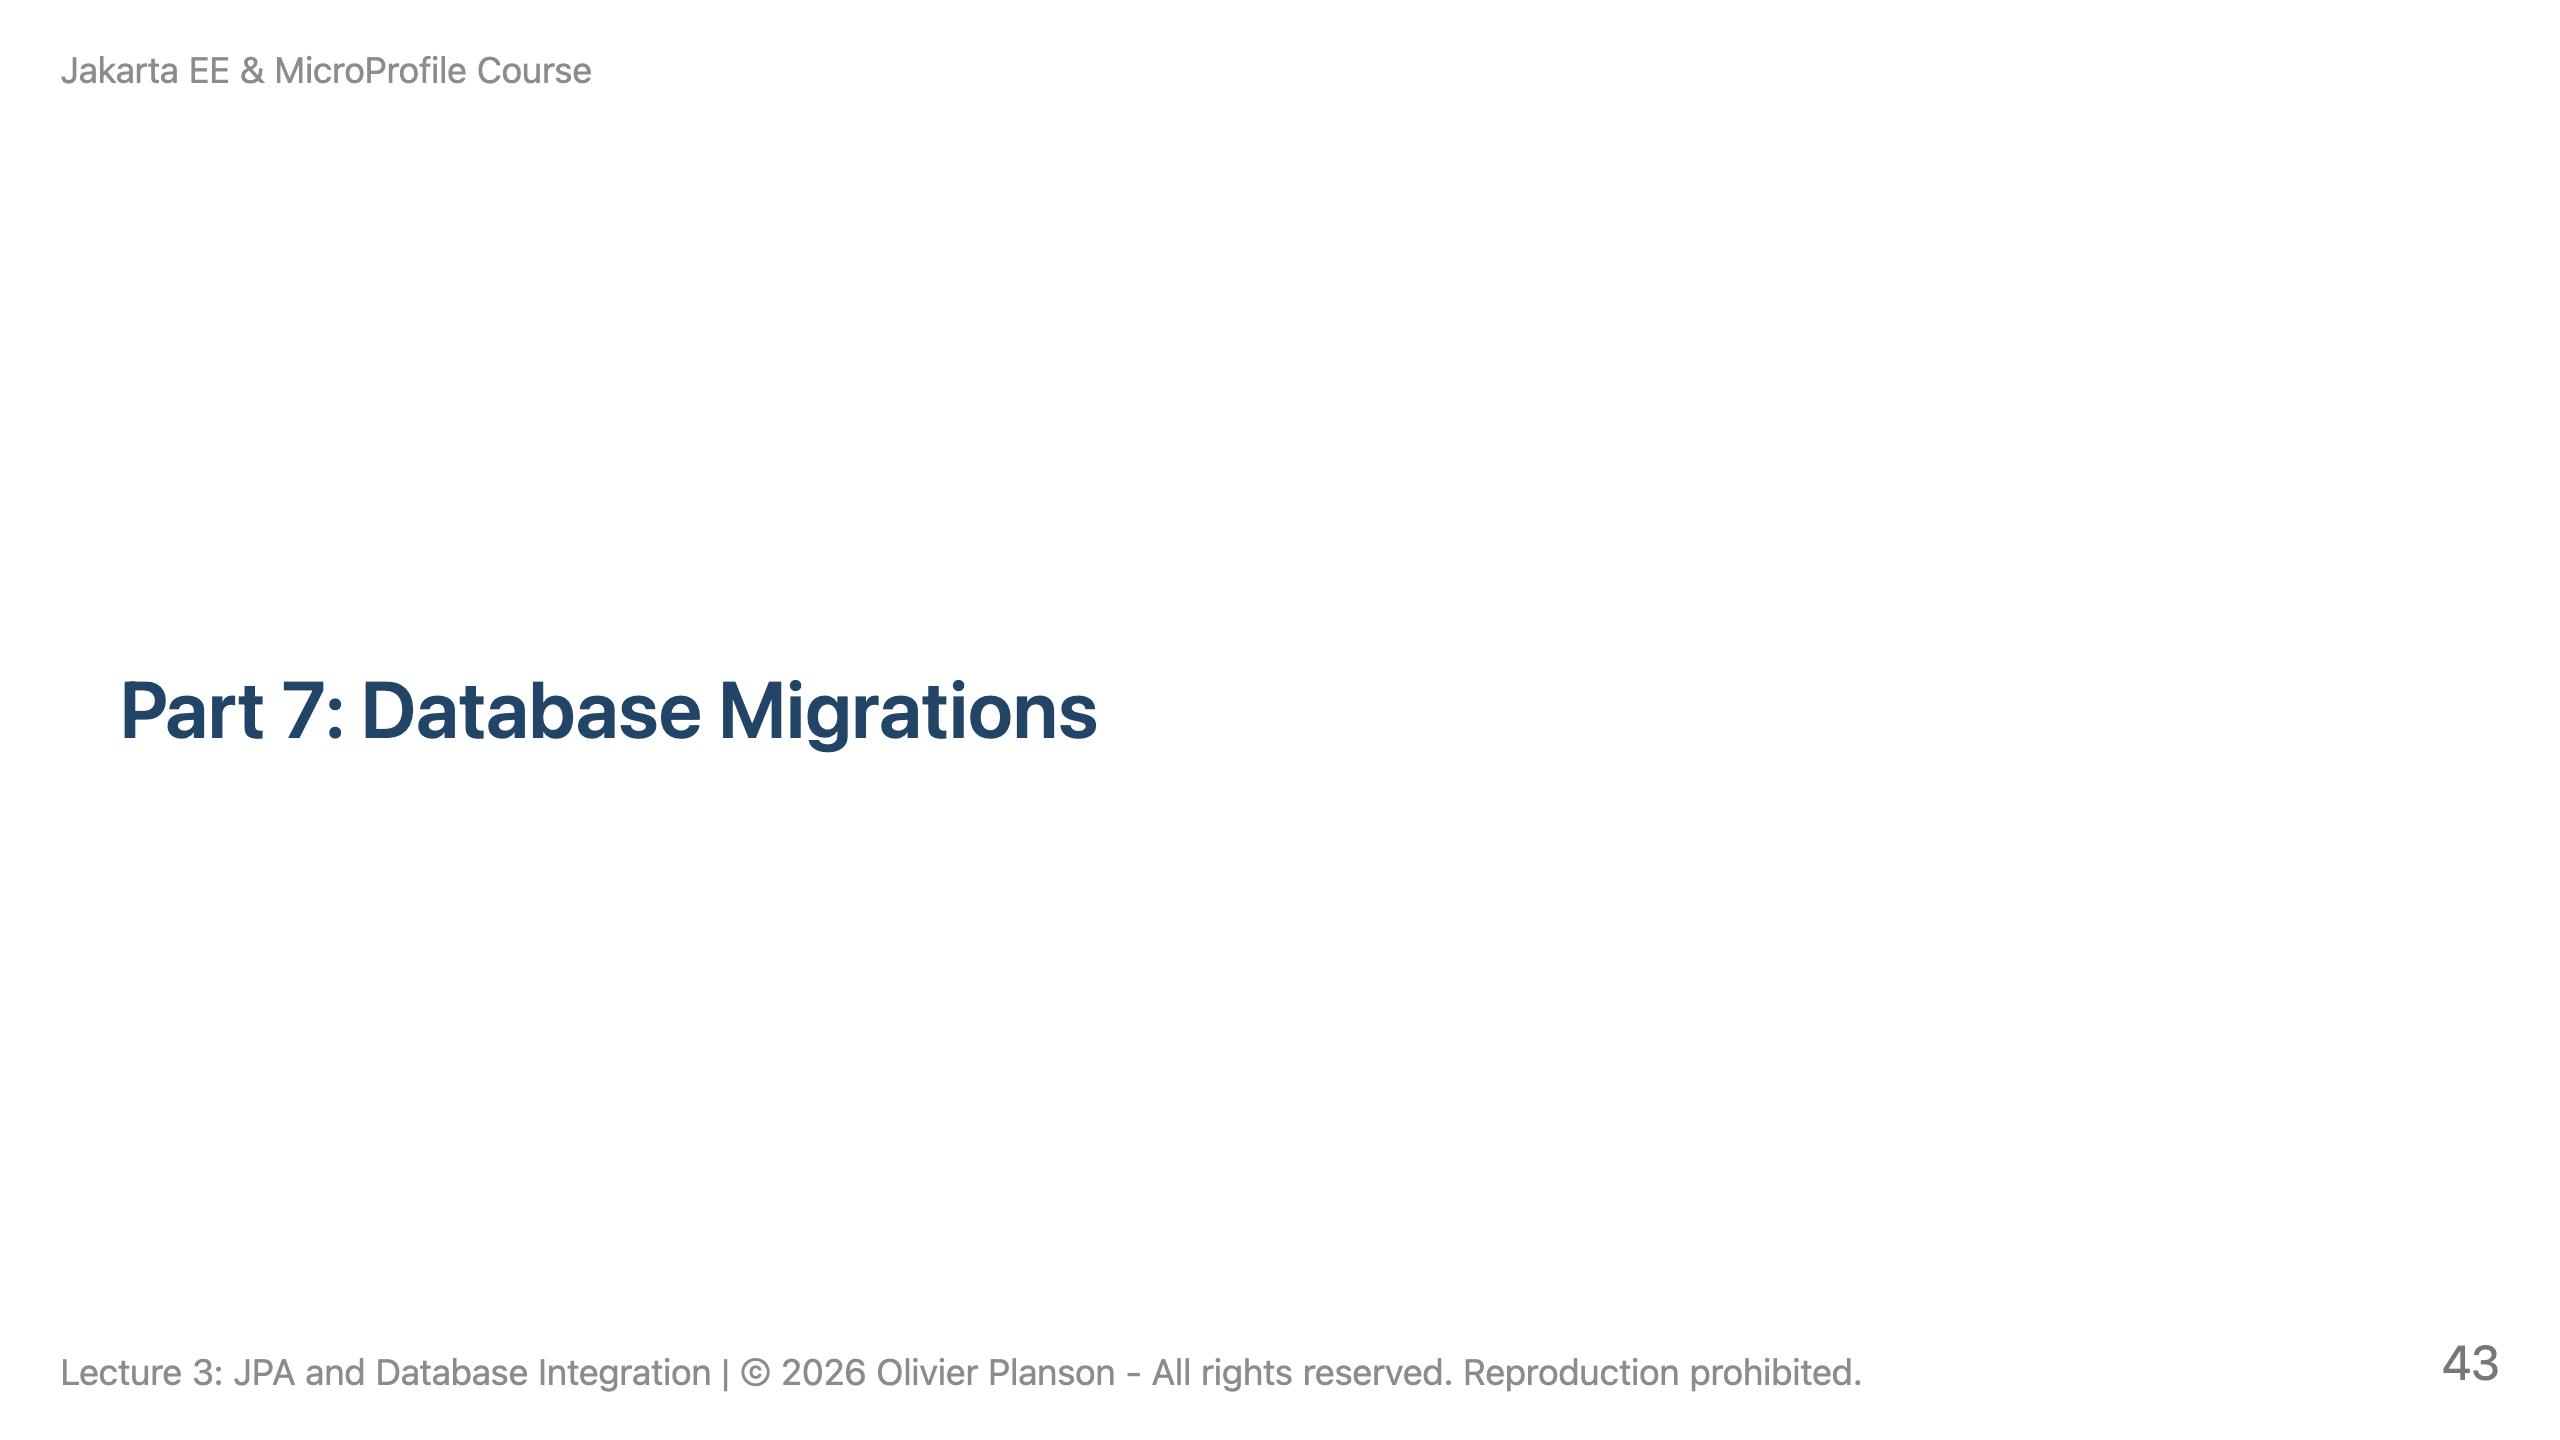 Jakarta EE & MicroProfile Course
Part 7: Database Migrations
Lecture 3: JPA and Database Integration | © 2026 Olivier Planson - All rights reserved. Reproduction prohibited.
43